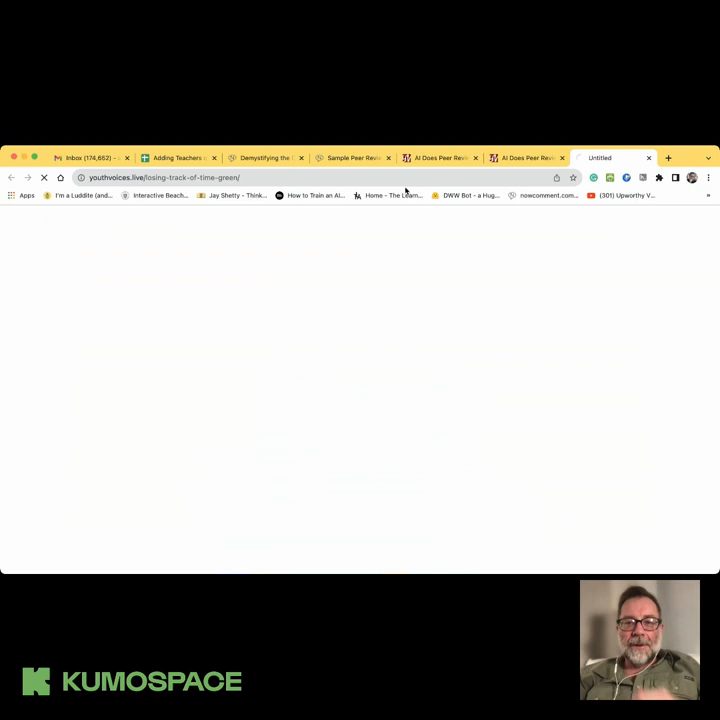 Inbox (174,662) -
Adding Teachers
Demystifying the
Sample Peer Revie
AI Does Peer Revie
AI Does Peer Revie
Untitled
youthvoices.live/losing-track-of-time-green/
Apps
I'm a Luddite (and...
Interactive Beach...
Jay Shetty - Think...
How to Train an AI...
Home - The Learn...
DWW Bot - a Hug...
nowcomment.com...
(301) Upworthy V...
»
KUMOSPACE